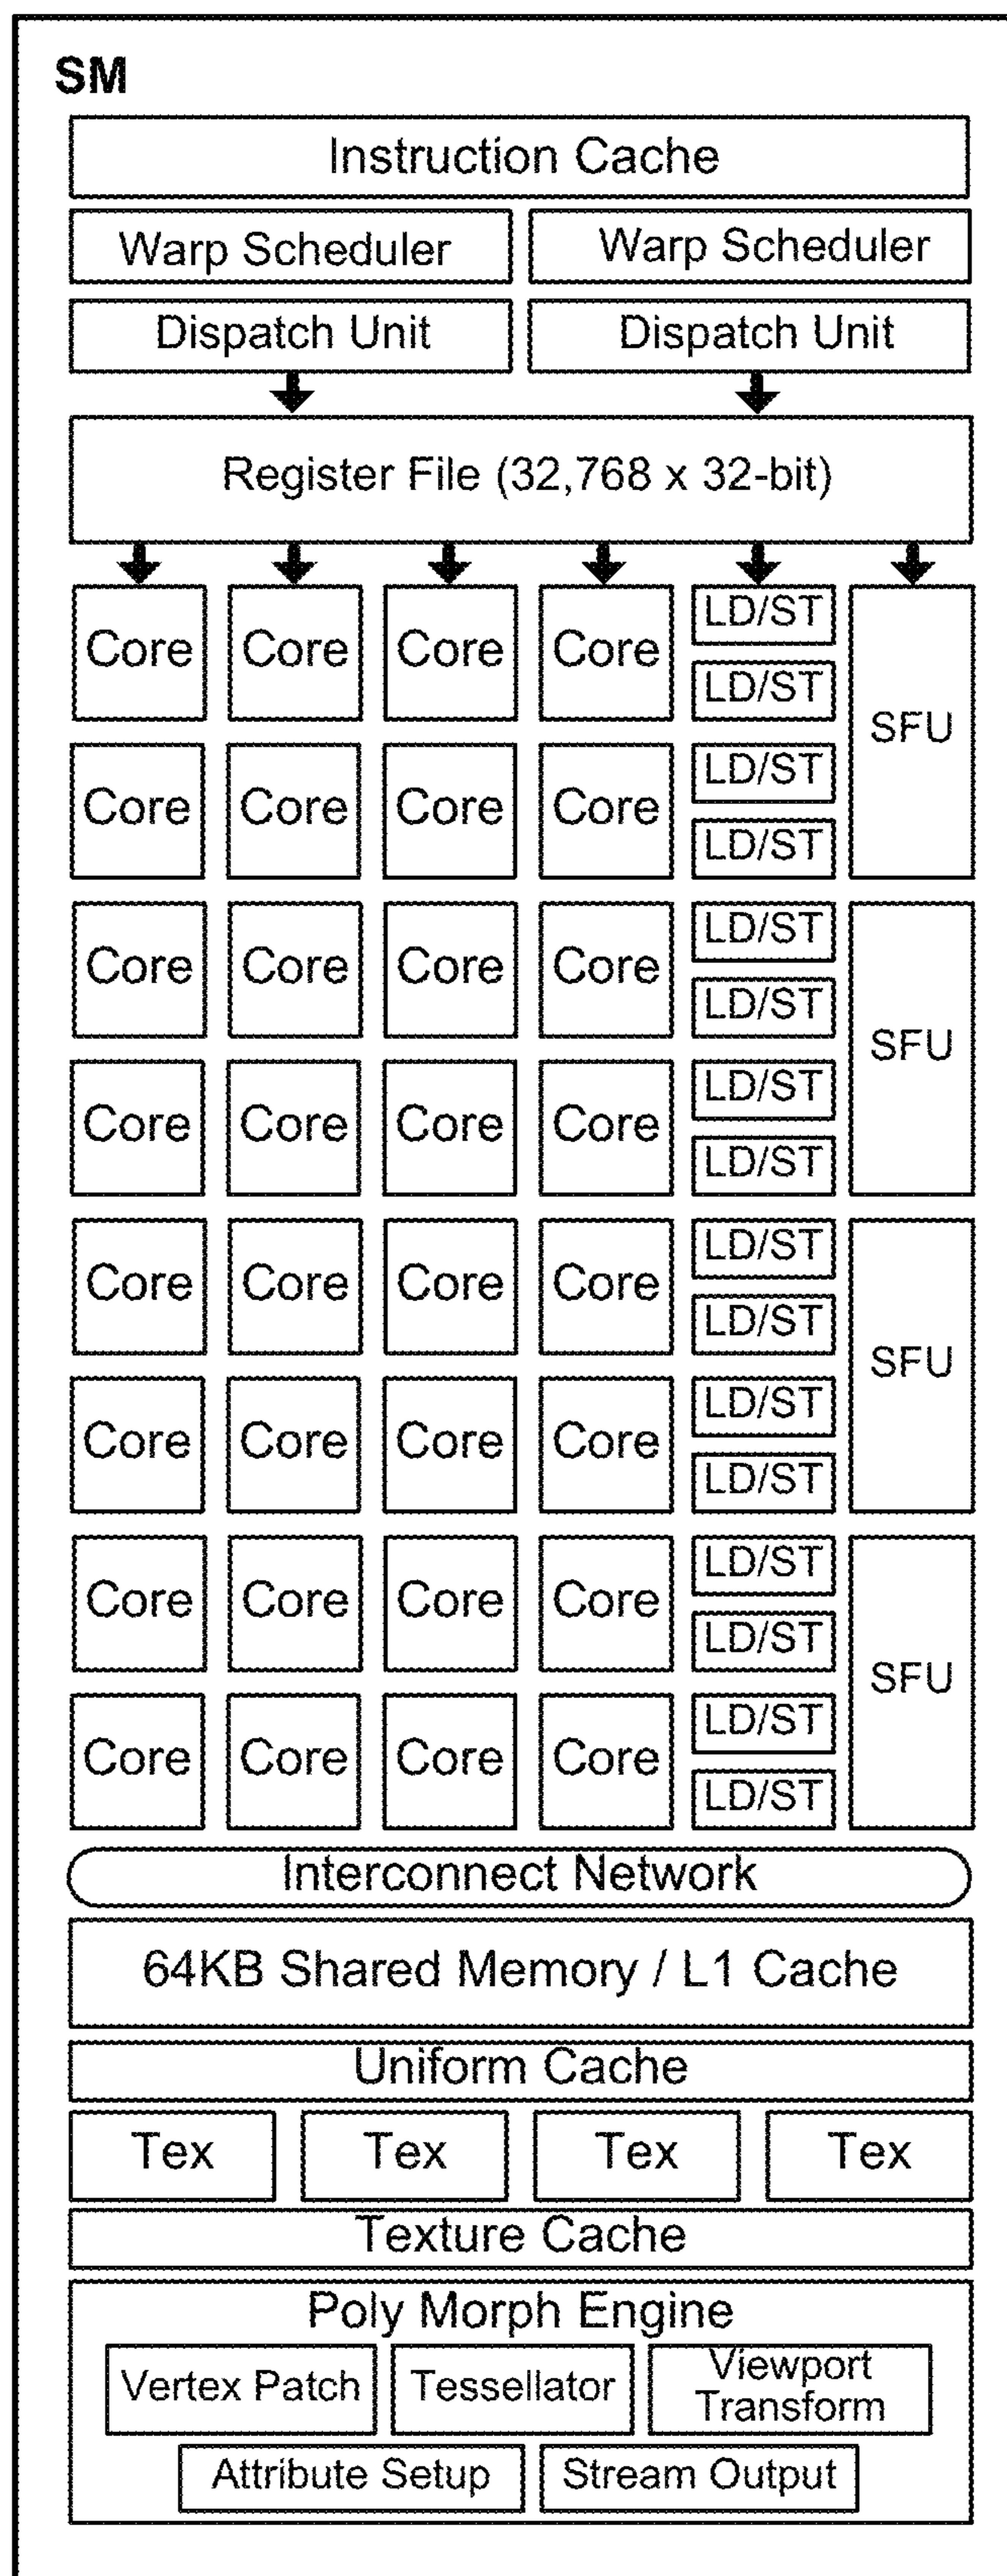 SM
Instruction Cache
Warp Scheduler Warp Scheduler
Dispatch Unit Dispatch Unit
Register File (32,768 x 32-bit)
Core Core Core Core LD/ST
LD/ST
SFU
Core Core Core Core LD/ST
LD/ST
Core Core Core Core LD/ST
LD/ST
SFU
Core Core Core Core LD/ST
LD/ST
Core Core Core Core LD/ST
LD/ST
SFU
Core Core Core Core LD/ST
LD/ST
Core Core Core Core LD/ST
LD/ST
SFU
Core Core Core Core LD/ST
LD/ST
Interconnect Network
64KB Shared Memory / L1 Cache
Uniform Cache
Tex Tex Tex Tex
Texture Cache
Poly Morph Engine
Vertex Patch Tessellator Viewport
Transform
Attribute Setup Stream Output